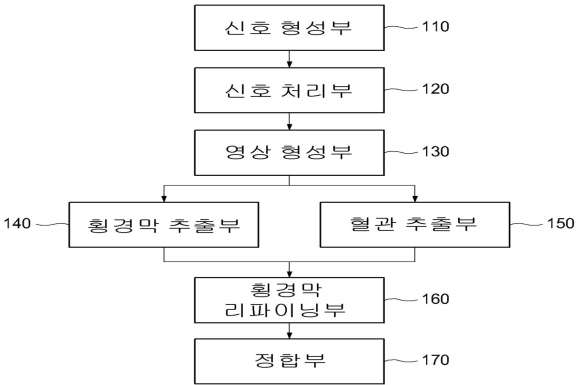 신호 형성부 110
신호 처리부 120
영상 형성부 130
140 횡경막 추출부 혈관 추출부 150
횡경막
리파이닝부 160
정합부 170